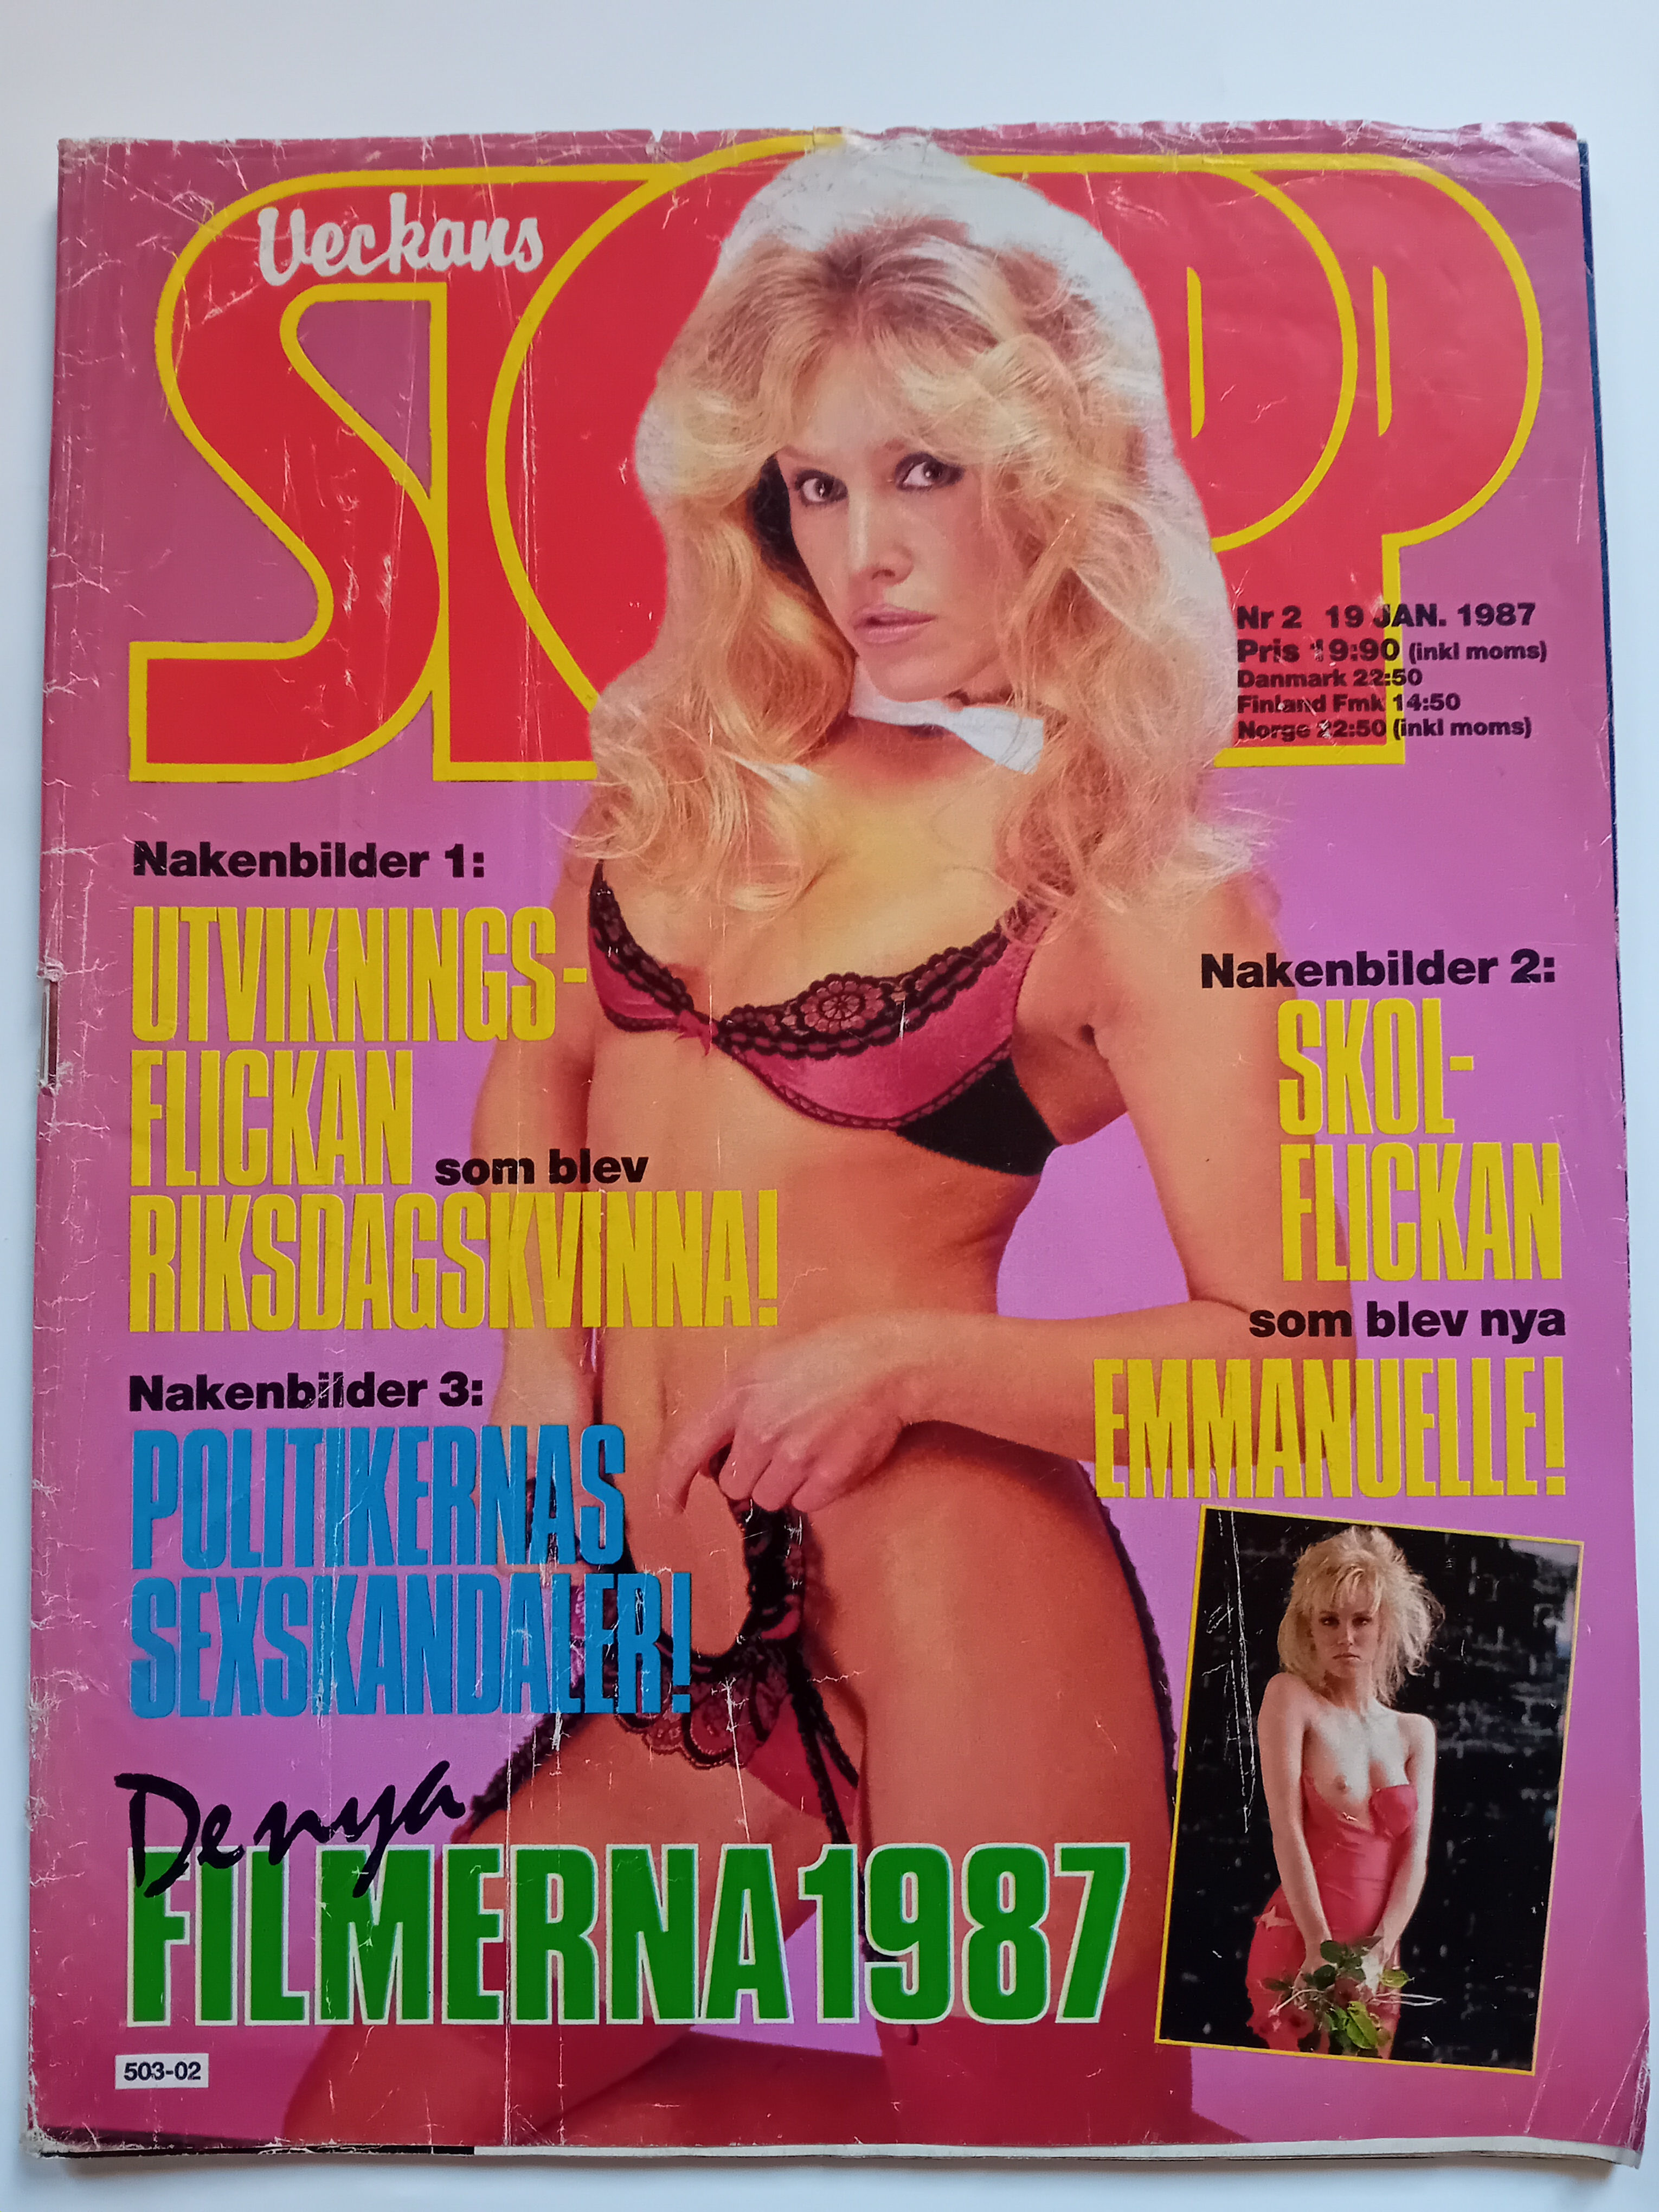 Veckans
STOPP
Nr 2 19 JAN. 1987
Pris 19:90 (inkl moms)
Danmark 22:50
Finland Fmk 14:50
Norge 22:50 (inkl moms)
Nakenbilder 1:
UTVIKNINGS-
FLICKAN som blev
RIKSDAGSKVINNA!
Nakenbilder 2:
SKOL-
FLICKAN
som blev nya
EMMANUELLE!
Nakenbilder 3:
POLITIKERNAS
SEXSKANDALER!
De nya
FILMERNA 1987
503-02